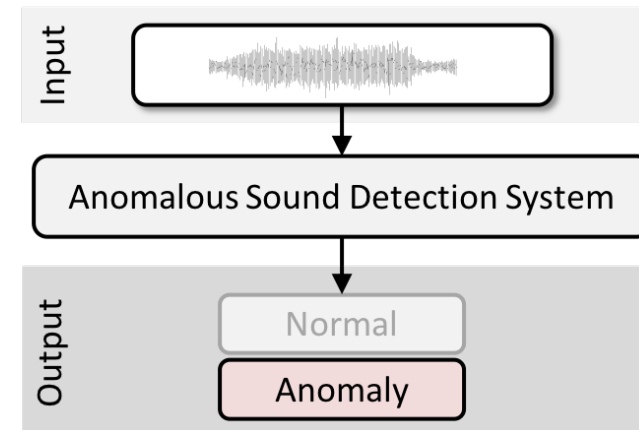 Input
Anomalous Sound Detection System
Output
Normal
Anomaly